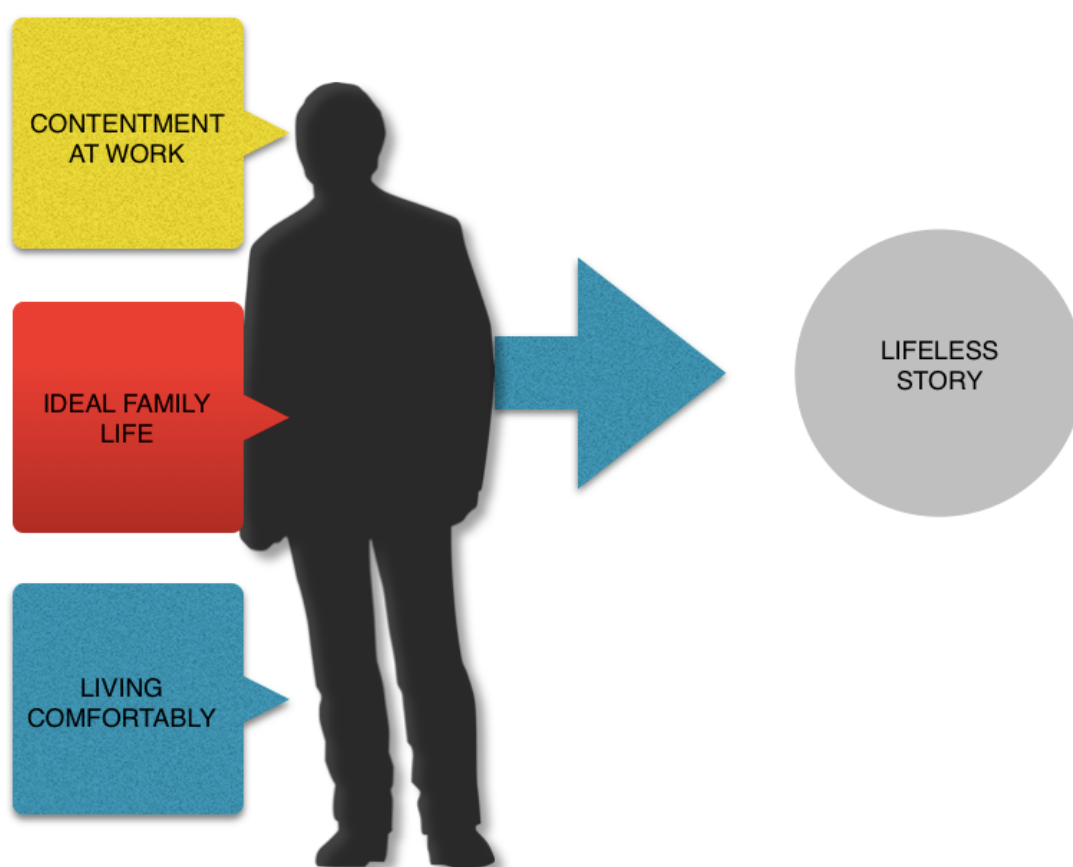 CONTENTMENT
AT WORK
IDEAL FAMILY
LIFE
LIVING
COMFORTABLY
LIFELESS
STORY